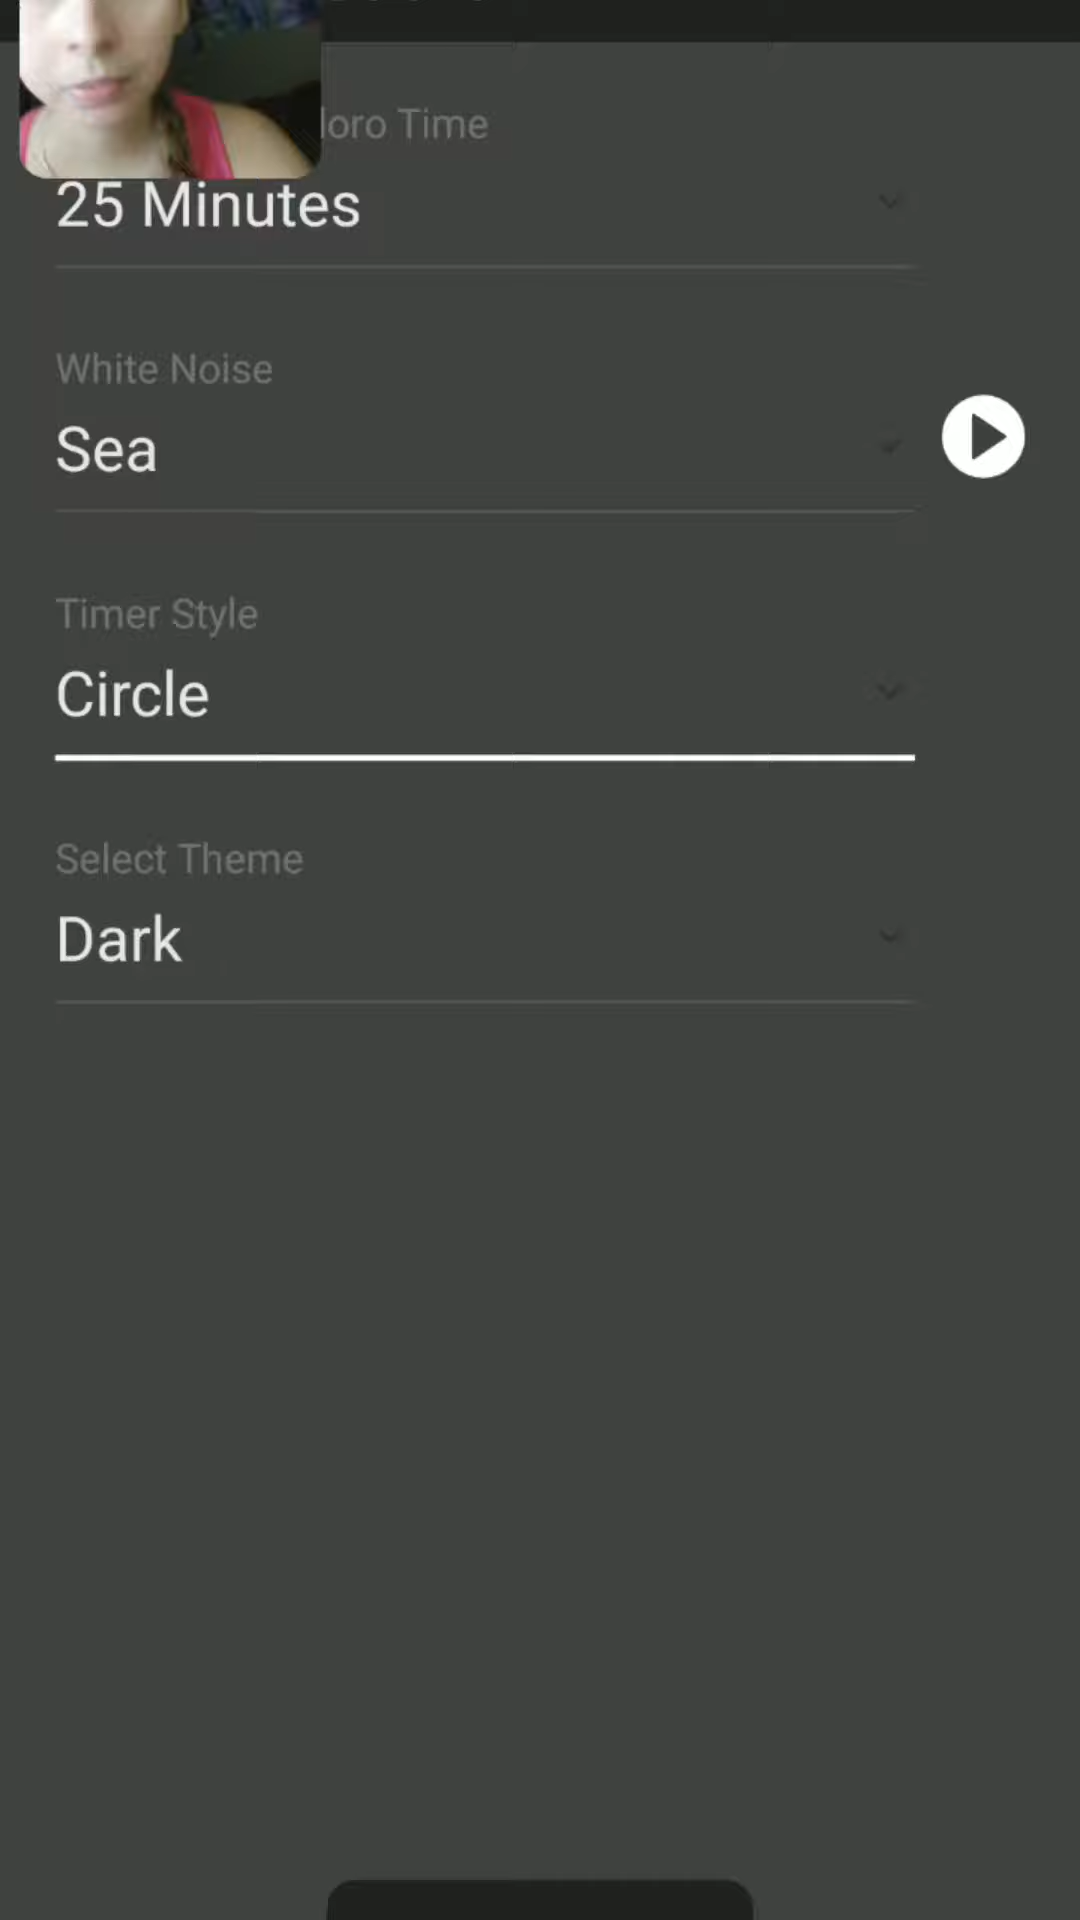 loro Time
25 Minutes
White Noise
Sea
Timer Style
Circle
Select Theme
Dark